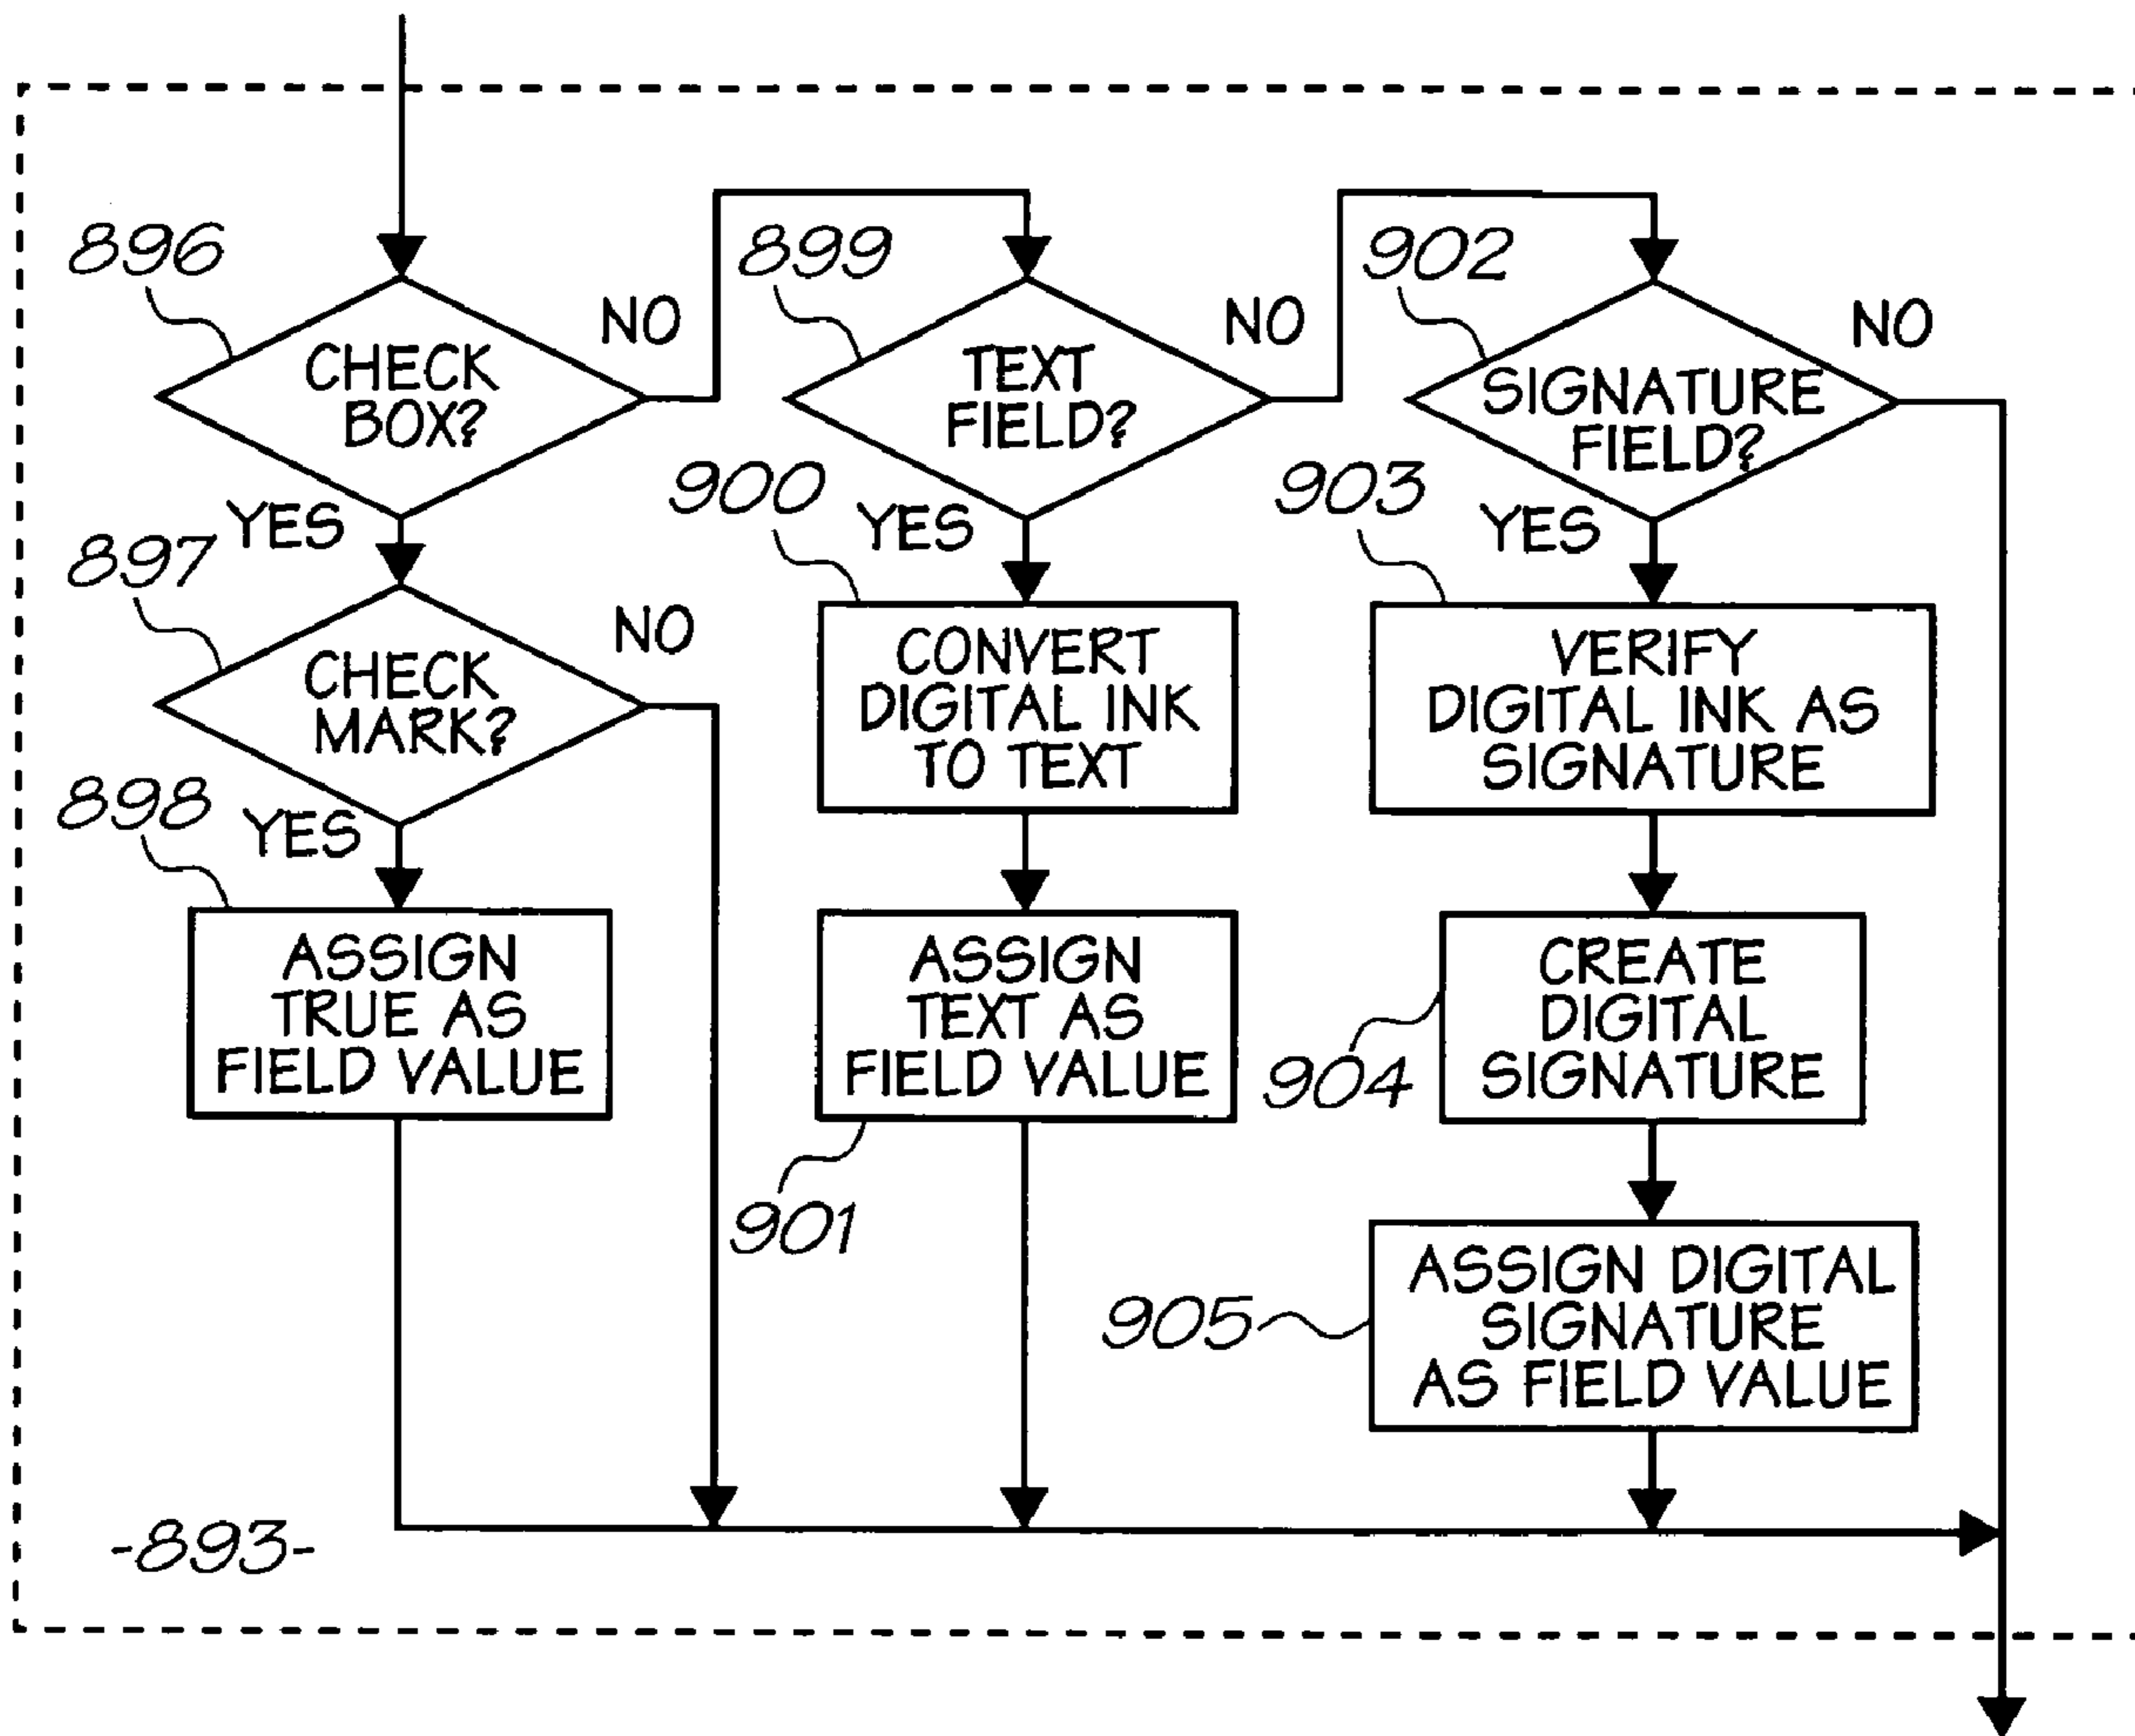 896
CHECK
BOX?
NO
YES
897
CHECK
MARK?
NO
YES
898
ASSIGN
TRUE AS
FIELD VALUE
899
TEXT
FIELD?
NO
YES
900
CONVERT
DIGITAL INK
TO TEXT
ASSIGN
TEXT AS
FIELD VALUE
901
902
SIGNATURE
FIELD?
NO
YES
903
VERIFY
DIGITAL INK AS
SIGNATURE
CREATE
DIGITAL
SIGNATURE
904
ASSIGN DIGITAL
SIGNATURE
AS FIELD VALUE
905
-893-